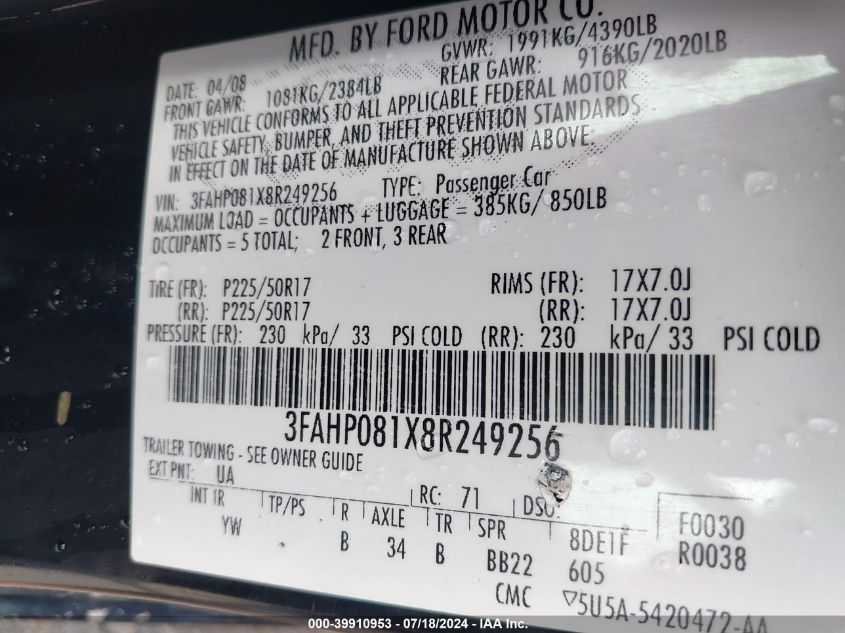 MFD. BY FORD MOTOR CO.
DATE: 04/08 GVWR: 1991KG/4390LB
FRONT GAWR: 1081KG/2384LB REAR GAWR: 916KG/2020LB
THIS VEHICLE CONFORMS TO ALL APPLICABLE FEDERAL MOTOR
VEHICLE SAFETY, BUMPER, AND THEFT PREVENTION STANDARDS
IN EFFECT ON THE DATE OF MANUFACTURE SHOWN ABOVE.
VIN: 3FAHP081X8R249256 TYPE: Passenger Car
MAXIMUM LOAD = OCCUPANTS + LUGGAGE = 385KG/ 850LB
OCCUPANTS = 5 TOTAL; 2 FRONT, 3 REAR
TIRE (FR): P225/50R17 RIMS (FR): 17X7.0J
(RR): P225/50R17 (RR): 17X7.0J
PRESSURE (FR): 230 kPa/ 33 PSI COLD (RR): 230 kPa/ 33 PSI COLD
3FAHP081X8R249256
TRAILER TOWING - SEE OWNER GUIDE
EXT PNT: UA RC: 71 DSO: F0030
INT TR TP/PS R AXLE TR SPR 8DE1F R0038
YW B 34 B BB22 605
CMC ▽5U5A-5420472-AA
000-39910953 - 07/18/2024 - IAA Inc.